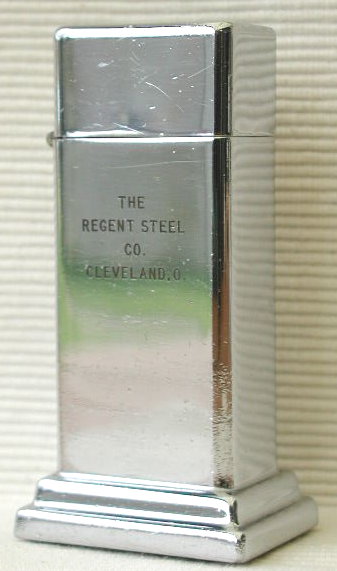 THE
REGENT STEEL
CO.
CLEVELAND, O.